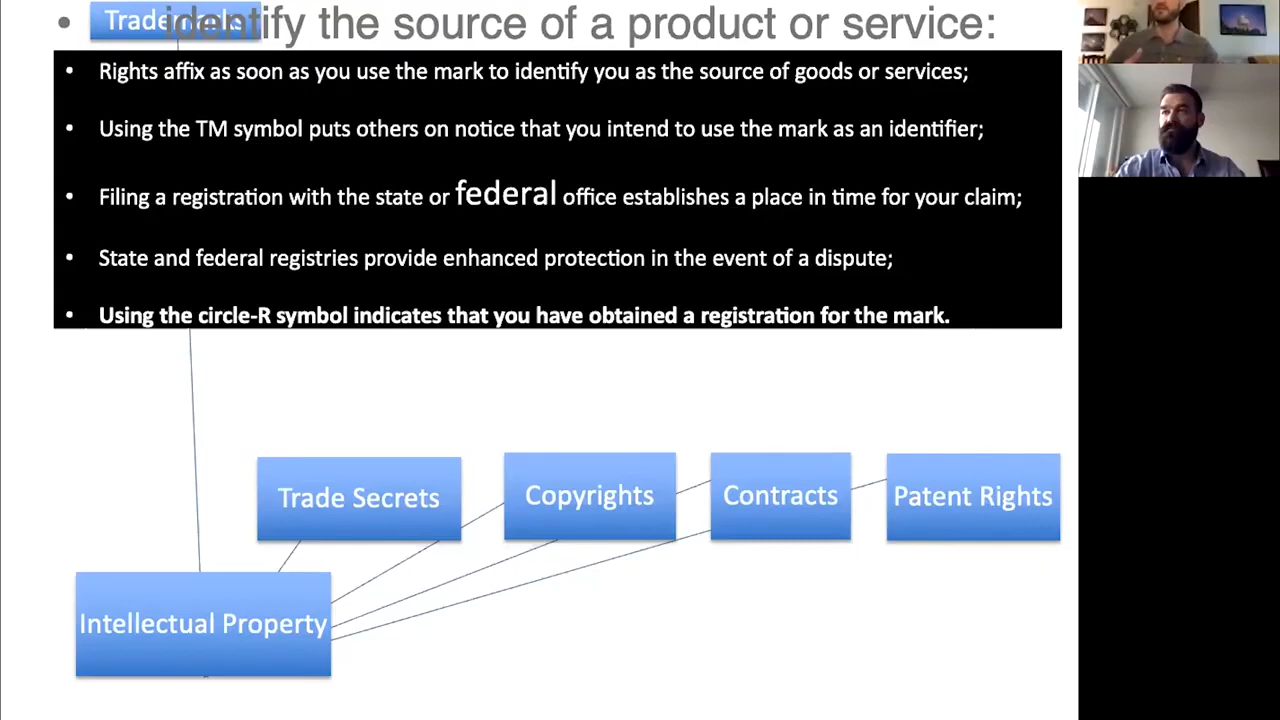 Trademarks
• identify the source of a product or service:
• Rights affix as soon as you use the mark to identify you as the source of goods or services;
• Using the TM symbol puts others on notice that you intend to use the mark as an identifier;
• Filing a registration with the state or federal office establishes a place in time for your claim;
• State and federal registries provide enhanced protection in the event of a dispute;
• Using the circle-R symbol indicates that you have obtained a registration for the mark.
Trade Secrets
Copyrights
Contracts
Patent Rights
Intellectual Property